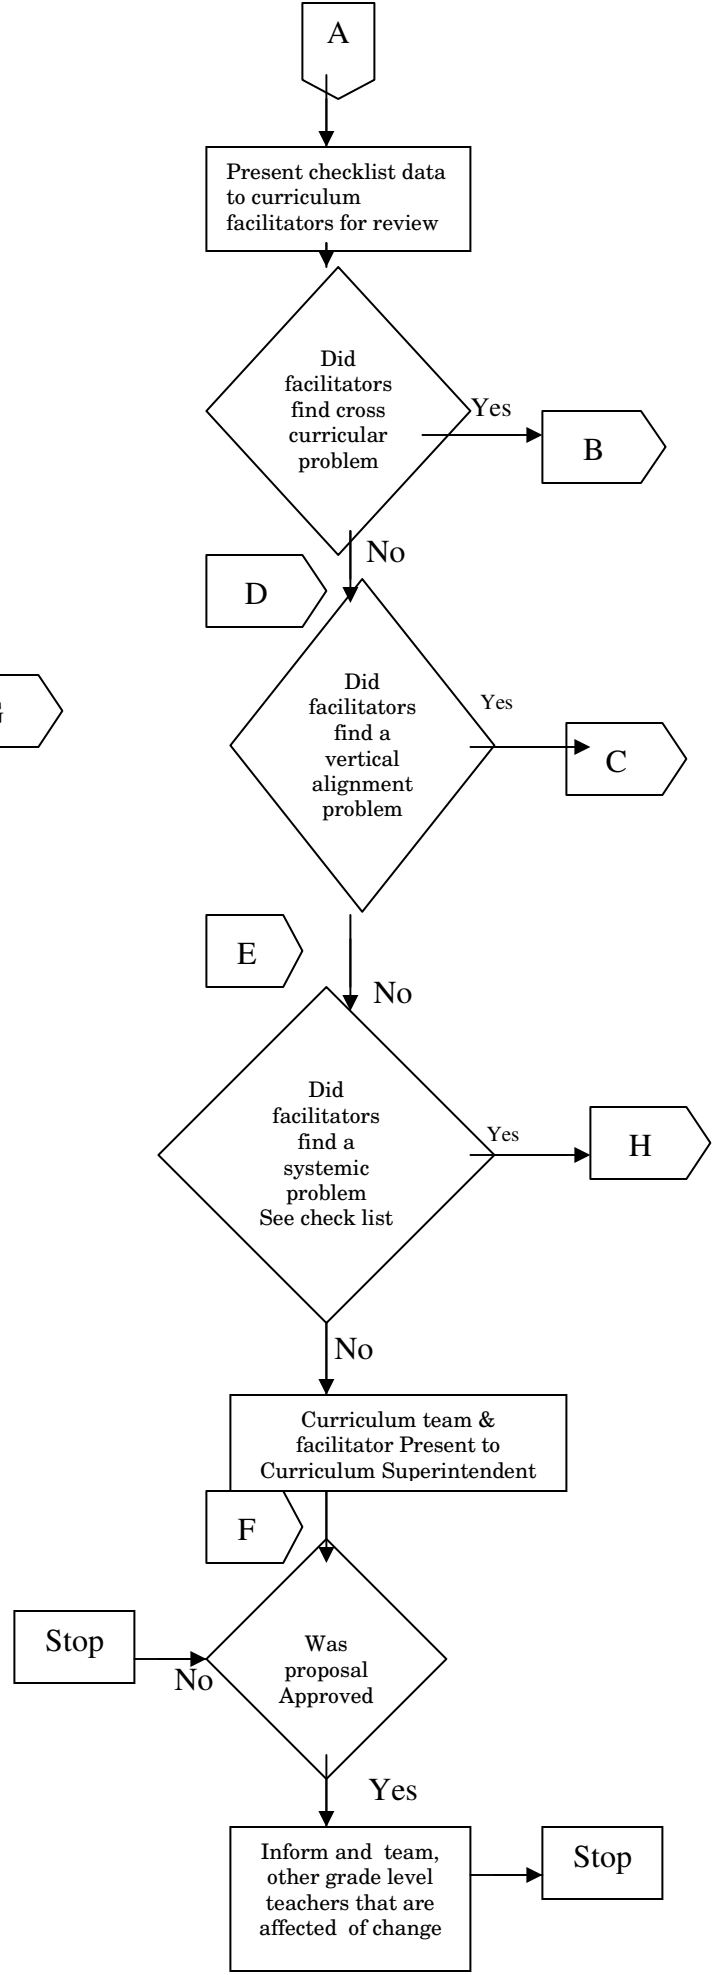 A
Present checklist data
to curriculum
facilitators for review
Did
facilitators
find cross
curricular
problem
Yes
B
No
D
Did
facilitators
find a
vertical
alignment
problem
Yes
C
E
No
Did
facilitators
find a
systemic
problem
See check list
Yes
H
No
Curriculum team &
facilitator Present to
Curriculum Superintendent
F
Stop
No
Was
proposal
Approved
Yes
Inform and team,
other grade level
teachers that are
affected of change
Stop